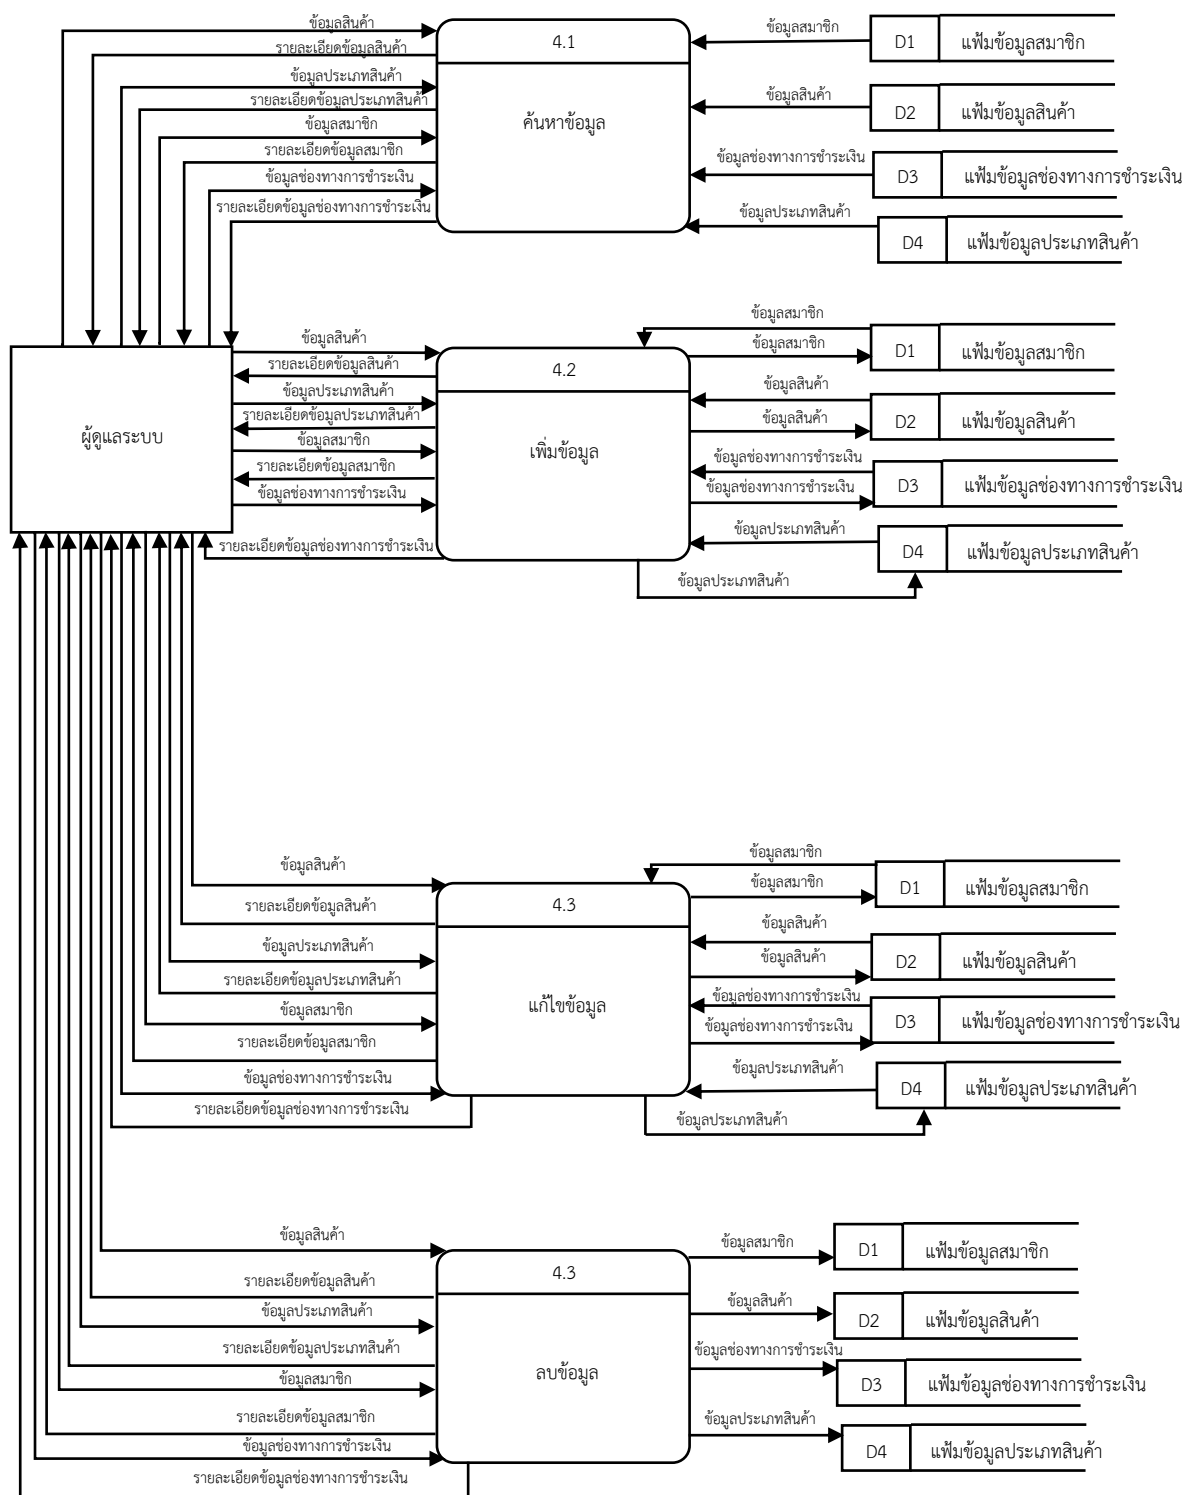 ข้อมูลสินค้า
รายละเอียดข้อมูลสินค้า
ข้อมูลประเภทสินค้า
รายละเอียดข้อมูลประเภทสินค้า
ข้อมูลสมาชิก
รายละเอียดข้อมูลสมาชิก
ข้อมูลช่องทางการชำระเงิน
รายละเอียดข้อมูลช่องทางการชำระเงิน
4.1
ค้นหาข้อมูล
ข้อมูลสมาชิก
D1 แฟ้มข้อมูลสมาชิก
ข้อมูลสินค้า
D2 แฟ้มข้อมูลสินค้า
ข้อมูลช่องทางการชำระเงิน
D3 แฟ้มข้อมูลช่องทางการชำระเงิน
ข้อมูลประเภทสินค้า
D4 แฟ้มข้อมูลประเภทสินค้า
ผู้ดูแลระบบ
ข้อมูลสินค้า
รายละเอียดข้อมูลสินค้า
ข้อมูลประเภทสินค้า
รายละเอียดข้อมูลประเภทสินค้า
ข้อมูลสมาชิก
รายละเอียดข้อมูลสมาชิก
ข้อมูลช่องทางการชำระเงิน
รายละเอียดข้อมูลช่องทางการชำระเงิน
4.2
เพิ่มข้อมูล
ข้อมูลสมาชิก
ข้อมูลสมาชิก
D1 แฟ้มข้อมูลสมาชิก
ข้อมูลสินค้า
ข้อมูลสินค้า
D2 แฟ้มข้อมูลสินค้า
ข้อมูลช่องทางการชำระเงิน
ข้อมูลช่องทางการชำระเงิน
D3 แฟ้มข้อมูลช่องทางการชำระเงิน
ข้อมูลประเภทสินค้า
D4 แฟ้มข้อมูลประเภทสินค้า
ข้อมูลประเภทสินค้า
ข้อมูลสินค้า
รายละเอียดข้อมูลสินค้า
ข้อมูลประเภทสินค้า
รายละเอียดข้อมูลประเภทสินค้า
ข้อมูลสมาชิก
รายละเอียดข้อมูลสมาชิก
ข้อมูลช่องทางการชำระเงิน
รายละเอียดข้อมูลช่องทางการชำระเงิน
4.3
แก้ไขข้อมูล
ข้อมูลสมาชิก
ข้อมูลสมาชิก
D1 แฟ้มข้อมูลสมาชิก
ข้อมูลสินค้า
ข้อมูลสินค้า
D2 แฟ้มข้อมูลสินค้า
ข้อมูลช่องทางการชำระเงิน
ข้อมูลช่องทางการชำระเงิน
D3 แฟ้มข้อมูลช่องทางการชำระเงิน
ข้อมูลประเภทสินค้า
D4 แฟ้มข้อมูลประเภทสินค้า
ข้อมูลประเภทสินค้า
ข้อมูลสินค้า
รายละเอียดข้อมูลสินค้า
ข้อมูลประเภทสินค้า
รายละเอียดข้อมูลประเภทสินค้า
ข้อมูลสมาชิก
รายละเอียดข้อมูลสมาชิก
ข้อมูลช่องทางการชำระเงิน
รายละเอียดข้อมูลช่องทางการชำระเงิน
4.3
ลบข้อมูล
ข้อมูลสมาชิก
D1 แฟ้มข้อมูลสมาชิก
ข้อมูลสินค้า
D2 แฟ้มข้อมูลสินค้า
ข้อมูลช่องทางการชำระเงิน
D3 แฟ้มข้อมูลช่องทางการชำระเงิน
ข้อมูลประเภทสินค้า
D4 แฟ้มข้อมูลประเภทสินค้า